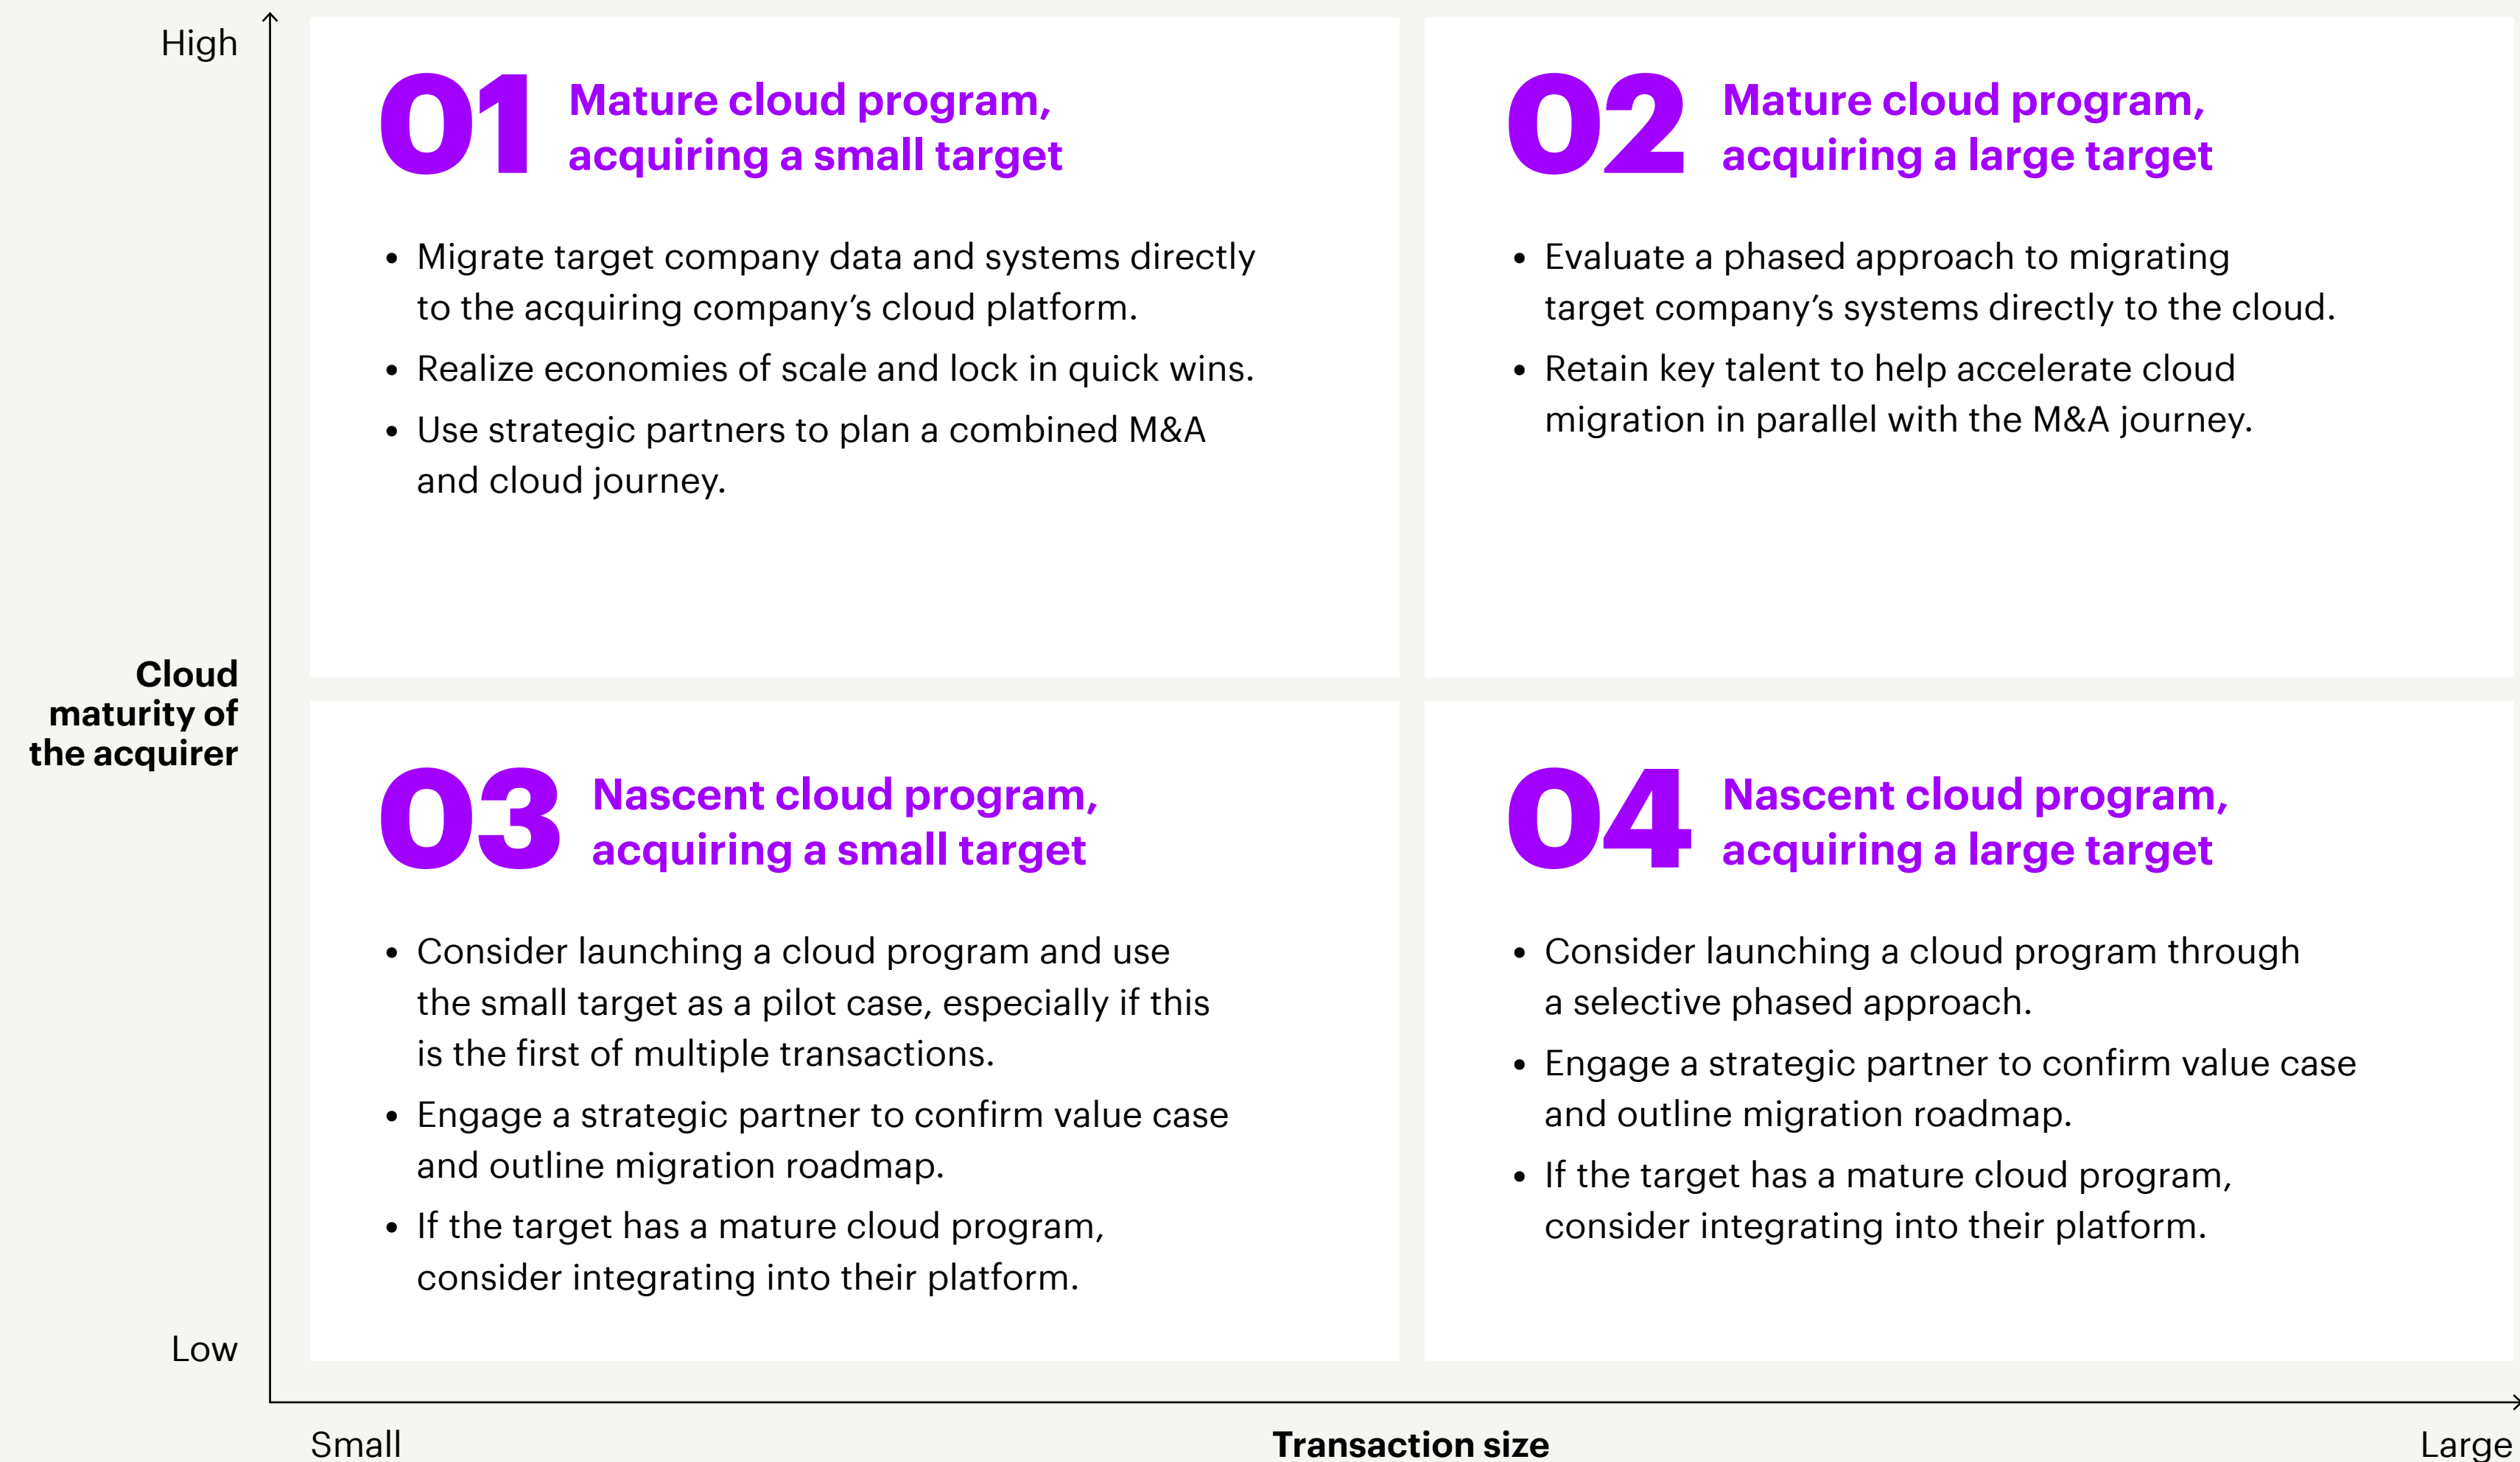 High
01
Mature cloud program,
acquiring a small target
• Migrate target company data and systems directly
to the acquiring company’s cloud platform.
• Realize economies of scale and lock in quick wins.
• Use strategic partners to plan a combined M&A
and cloud journey.
02
Mature cloud program,
acquiring a large target
• Evaluate a phased approach to migrating
target company’s systems directly to the cloud.
• Retain key talent to help accelerate cloud
migration in parallel with the M&A journey.
Cloud
maturity of
the acquirer
03
Nascent cloud program,
acquiring a small target
• Consider launching a cloud program and use
the small target as a pilot case, especially if this
is the first of multiple transactions.
• Engage a strategic partner to confirm value case
and outline migration roadmap.
• If the target has a mature cloud program,
consider integrating into their platform.
04
Nascent cloud program,
acquiring a large target
• Consider launching a cloud program through
a selective phased approach.
• Engage a strategic partner to confirm value case
and outline migration roadmap.
• If the target has a mature cloud program,
consider integrating into their platform.
Low
Small
Transaction size
Large